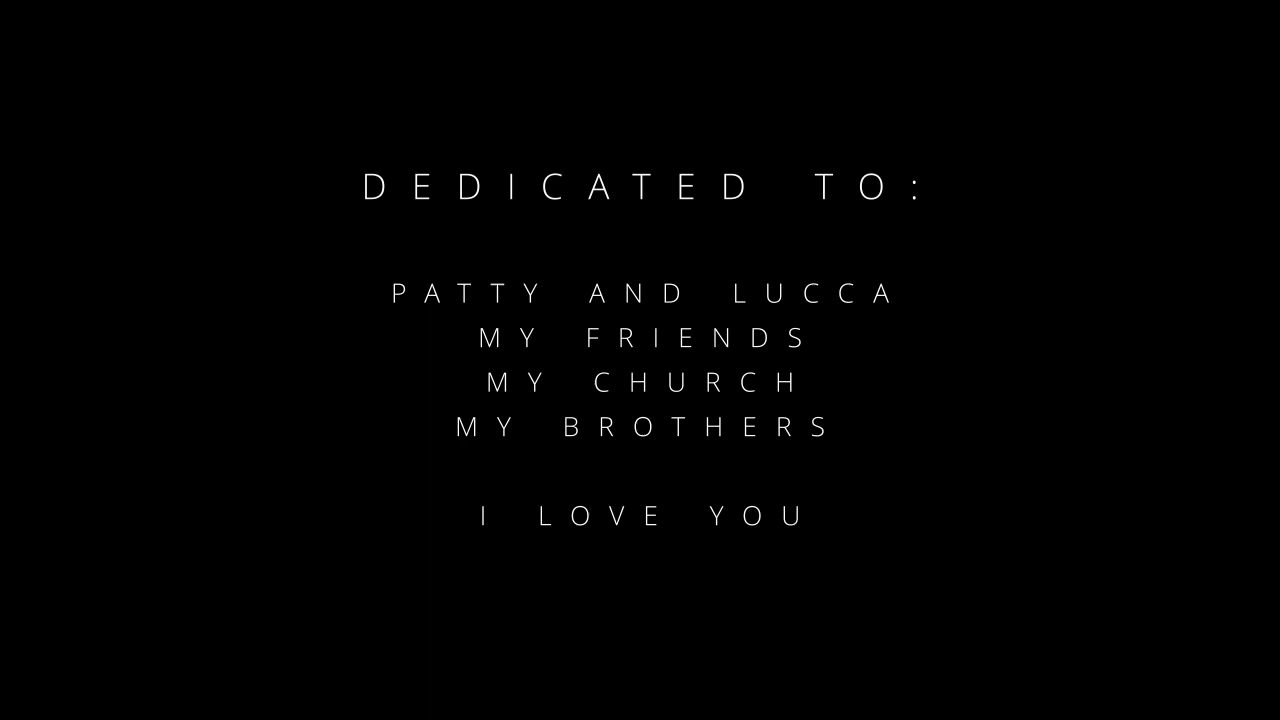 DEDICATED TO:
PATTY AND LUCCA
MY FRIENDS
MY CHURCH
MY BROTHERS
I LOVE YOU